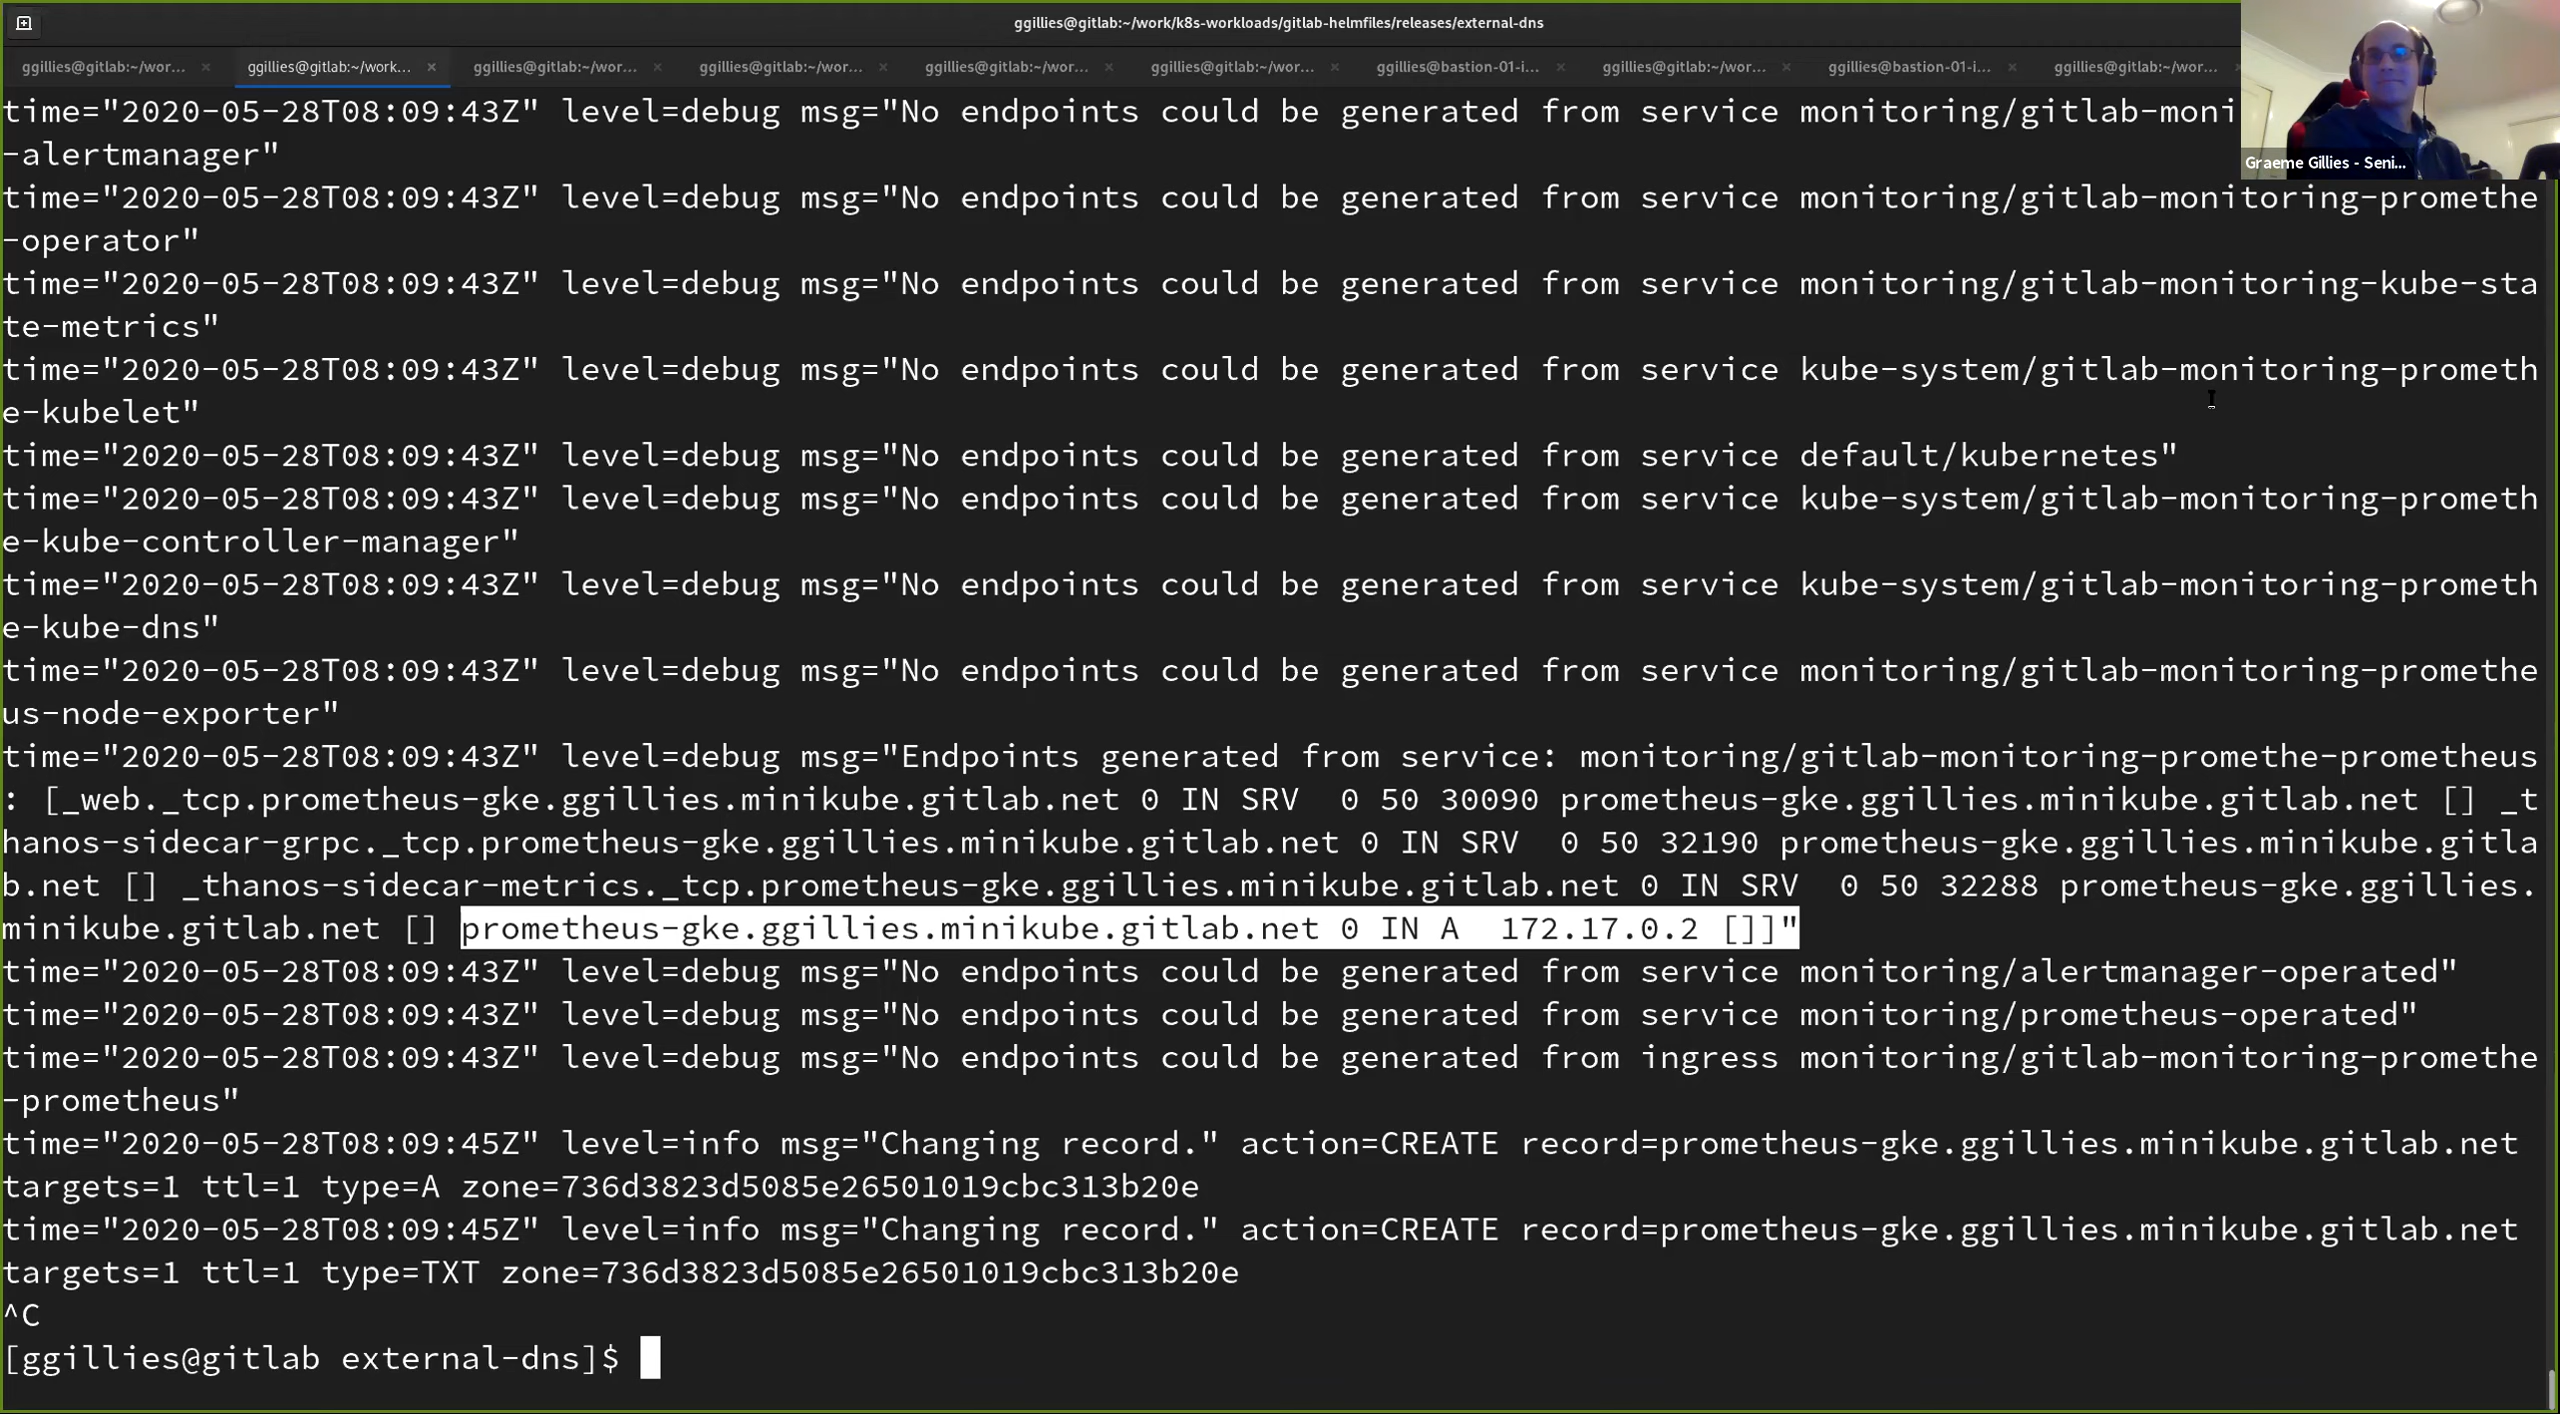 ggillies@gitlab:~/work/k8s-workloads/gitlab-helmfiles/releases/external-dns
ggillies@gitlab:~/wor... × ggillies@gitlab:~/work... × ggillies@gitlab:~/wor... × ggillies@gitlab:~/wor... × ggillies@gitlab:~/wor... × ggillies@gitlab:~/wor... × ggillies@bastion-01-i... × ggillies@gitlab:~/wor... × ggillies@bastion-01-i... × ggillies@gitlab:~/wor...
Graeme Gillies - Seni...
time="2020-05-28T08:09:43Z" level=debug msg="No endpoints could be generated from service monitoring/gitlab-moni
-alertmanager"
time="2020-05-28T08:09:43Z" level=debug msg="No endpoints could be generated from service monitoring/gitlab-monitoring-promethe
-operator"
time="2020-05-28T08:09:43Z" level=debug msg="No endpoints could be generated from service monitoring/gitlab-monitoring-kube-sta
te-metrics"
time="2020-05-28T08:09:43Z" level=debug msg="No endpoints could be generated from service kube-system/gitlab-monitoring-prometh
e-kubelet"
time="2020-05-28T08:09:43Z" level=debug msg="No endpoints could be generated from service default/kubernetes"
time="2020-05-28T08:09:43Z" level=debug msg="No endpoints could be generated from service kube-system/gitlab-monitoring-prometh
e-kube-controller-manager"
time="2020-05-28T08:09:43Z" level=debug msg="No endpoints could be generated from service kube-system/gitlab-monitoring-prometh
e-kube-dns"
time="2020-05-28T08:09:43Z" level=debug msg="No endpoints could be generated from service monitoring/gitlab-monitoring-promethe
us-node-exporter"
time="2020-05-28T08:09:43Z" level=debug msg="Endpoints generated from service: monitoring/gitlab-monitoring-promethe-prometheus
: [_web._tcp.prometheus-gke.ggillies.minikube.gitlab.net 0 IN SRV  0 50 30090 prometheus-gke.ggillies.minikube.gitlab.net [] _t
hanos-sidecar-grpc._tcp.prometheus-gke.ggillies.minikube.gitlab.net 0 IN SRV  0 50 32190 prometheus-gke.ggillies.minikube.gitla
b.net [] _thanos-sidecar-metrics._tcp.prometheus-gke.ggillies.minikube.gitlab.net 0 IN SRV  0 50 32288 prometheus-gke.ggillies.
minikube.gitlab.net [] prometheus-gke.ggillies.minikube.gitlab.net 0 IN A  172.17.0.2 []]"
time="2020-05-28T08:09:43Z" level=debug msg="No endpoints could be generated from service monitoring/alertmanager-operated"
time="2020-05-28T08:09:43Z" level=debug msg="No endpoints could be generated from service monitoring/prometheus-operated"
time="2020-05-28T08:09:43Z" level=debug msg="No endpoints could be generated from ingress monitoring/gitlab-monitoring-promethe
-prometheus"
time="2020-05-28T08:09:45Z" level=info msg="Changing record." action=CREATE record=prometheus-gke.ggillies.minikube.gitlab.net
targets=1 ttl=1 type=A zone=736d3823d5085e26501019cbc313b20e
time="2020-05-28T08:09:45Z" level=info msg="Changing record." action=CREATE record=prometheus-gke.ggillies.minikube.gitlab.net
targets=1 ttl=1 type=TXT zone=736d3823d5085e26501019cbc313b20e
^C
[ggillies@gitlab external-dns]$